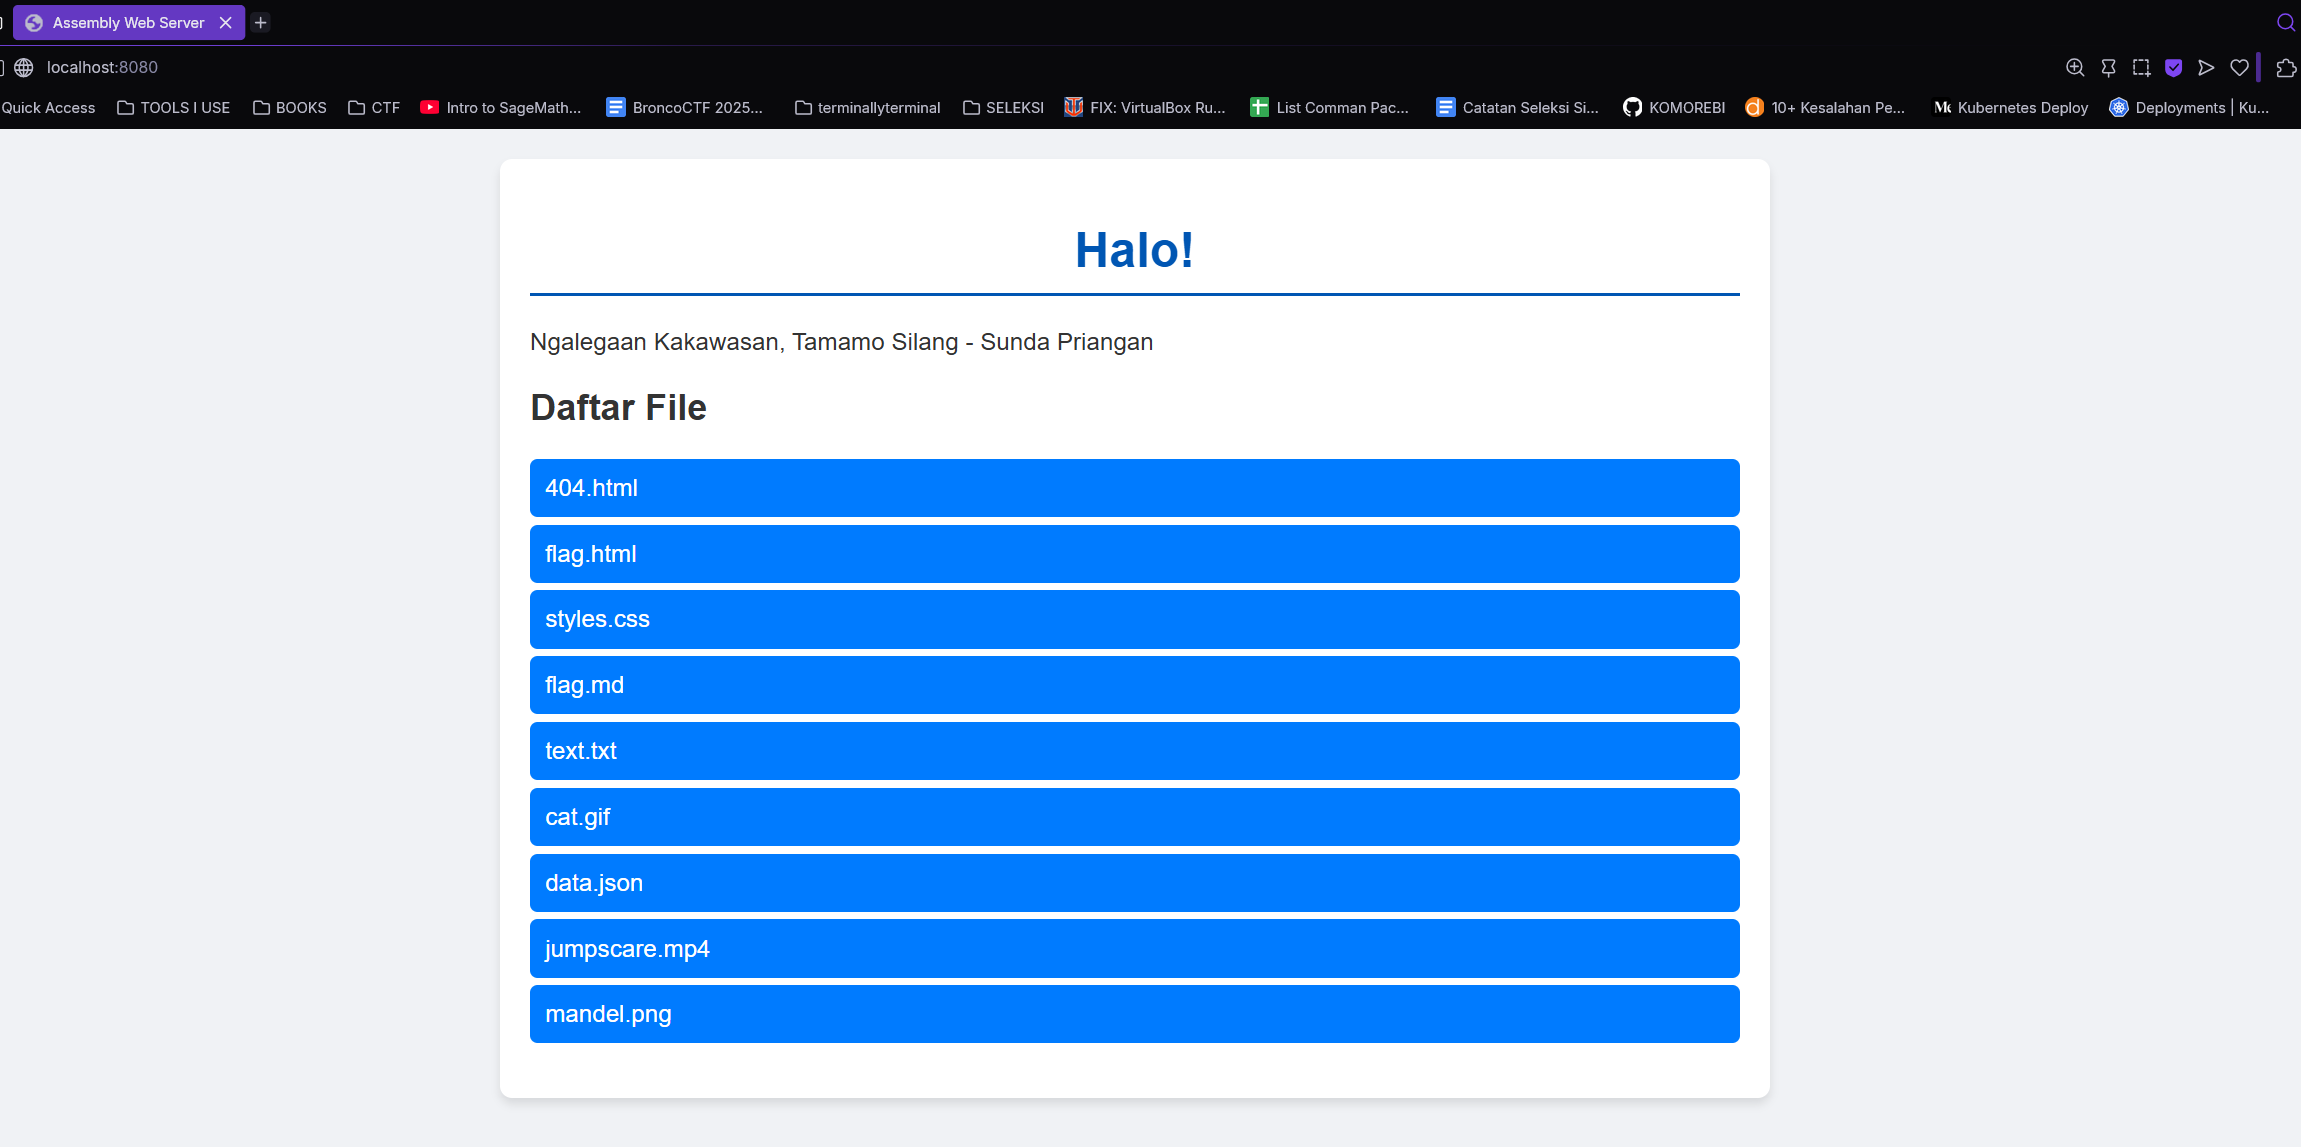 Assembly Web Server
localhost:8080
Quick Access TOOLS I USE BOOKS CTF Intro to SageMath... BroncoCTF 2025... terminallyterminal SELEKSI FIX: VirtualBox Ru... List Comman Pac... Catatan Seleksi Si... KOMOREBI 10+ Kesalahan Pe... Kubernetes Deploy Deployments | Ku...
Halo!
Ngalegaan Kakawasan, Tamamo Silang - Sunda Priangan
Daftar File
404.html
flag.html
styles.css
flag.md
text.txt
cat.gif
data.json
jumpscare.mp4
mandel.png